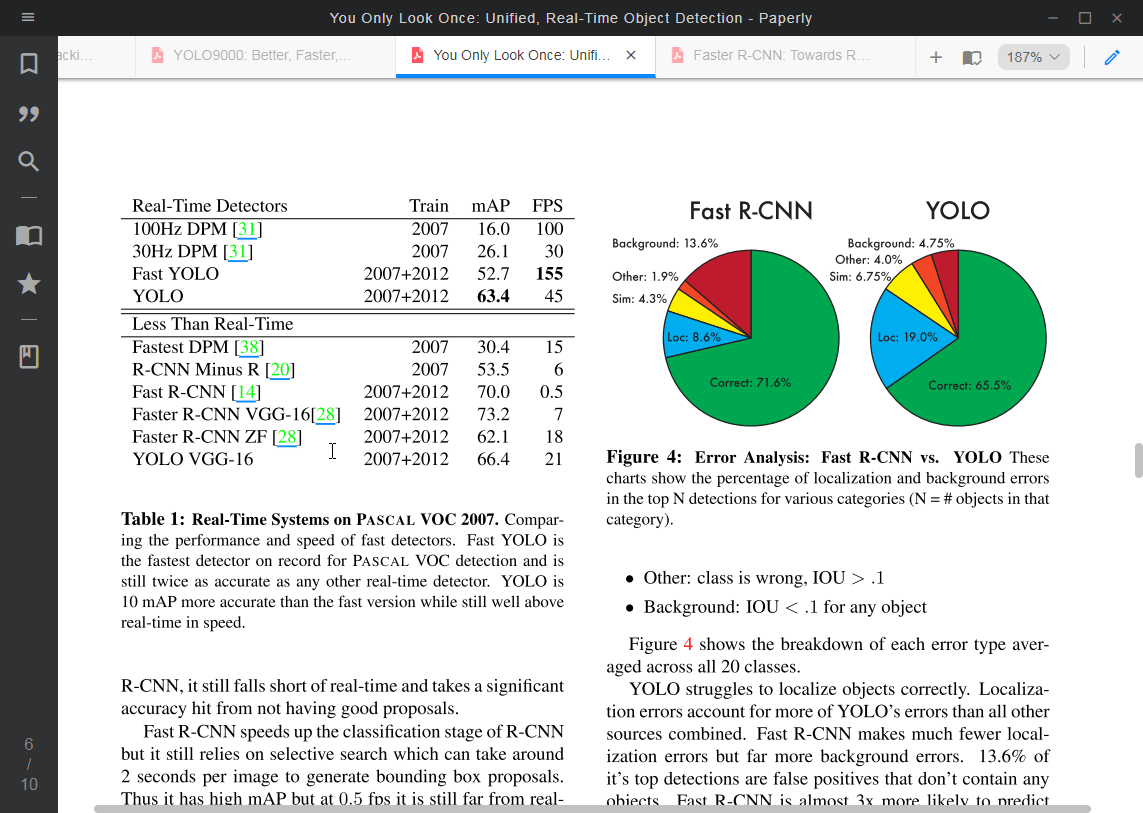 You Only Look Once: Unified, Real-Time Object Detection - Paperly
acki...
YOLO9000: Better, Faster,...
You Only Look Once: Unifi...
Faster R-CNN: Towards R...
187%
Real-Time Detectors Train mAP FPS
100Hz DPM [31] 2007 16.0 100
30Hz DPM [31] 2007 26.1 30
Fast YOLO 2007+2012 52.7 155
YOLO 2007+2012 63.4 45
Less Than Real-Time
Fastest DPM [38] 2007 30.4 15
R-CNN Minus R [20] 2007 53.5 6
Fast R-CNN [14] 2007+2012 70.0 0.5
Faster R-CNN VGG-16[28] 2007+2012 73.2 7
Faster R-CNN ZF [28] 2007+2012 62.1 18
YOLO VGG-16 2007+2012 66.4 21
Table 1: Real-Time Systems on PASCAL VOC 2007. Compar-
ing the performance and speed of fast detectors. Fast YOLO is
the fastest detector on record for PASCAL VOC detection and is
still twice as accurate as any other real-time detector. YOLO is
10 mAP more accurate than the fast version while still well above
real-time in speed.
R-CNN, it still falls short of real-time and takes a significant
accuracy hit from not having good proposals.
Fast R-CNN speeds up the classification stage of R-CNN
but it still relies on selective search which can take around
2 seconds per image to generate bounding box proposals.
Thus it has high mAP but at 0.5 fps it is still far from real-
Fast R-CNN
Background: 13.6%
Other: 1.9%
Sim: 4.3%
Loc: 8.6%
Correct: 71.6%
YOLO
Background: 4.75%
Other: 4.0%
Sim: 6.75%
Loc: 19.0%
Correct: 65.5%
Figure 4: Error Analysis: Fast R-CNN vs. YOLO These
charts show the percentage of localization and background errors
in the top N detections for various categories (N = # objects in that
category).
• Other: class is wrong, IOU > .1
• Background: IOU < .1 for any object
Figure 4 shows the breakdown of each error type aver-
aged across all 20 classes.
YOLO struggles to localize objects correctly. Localiza-
tion errors account for more of YOLO's errors than all other
sources combined. Fast R-CNN makes much fewer local-
ization errors but far more background errors. 13.6% of
it's top detections are false positives that don't contain any
objects. Fast R-CNN is almost 3x more likely to predict
6
/
10